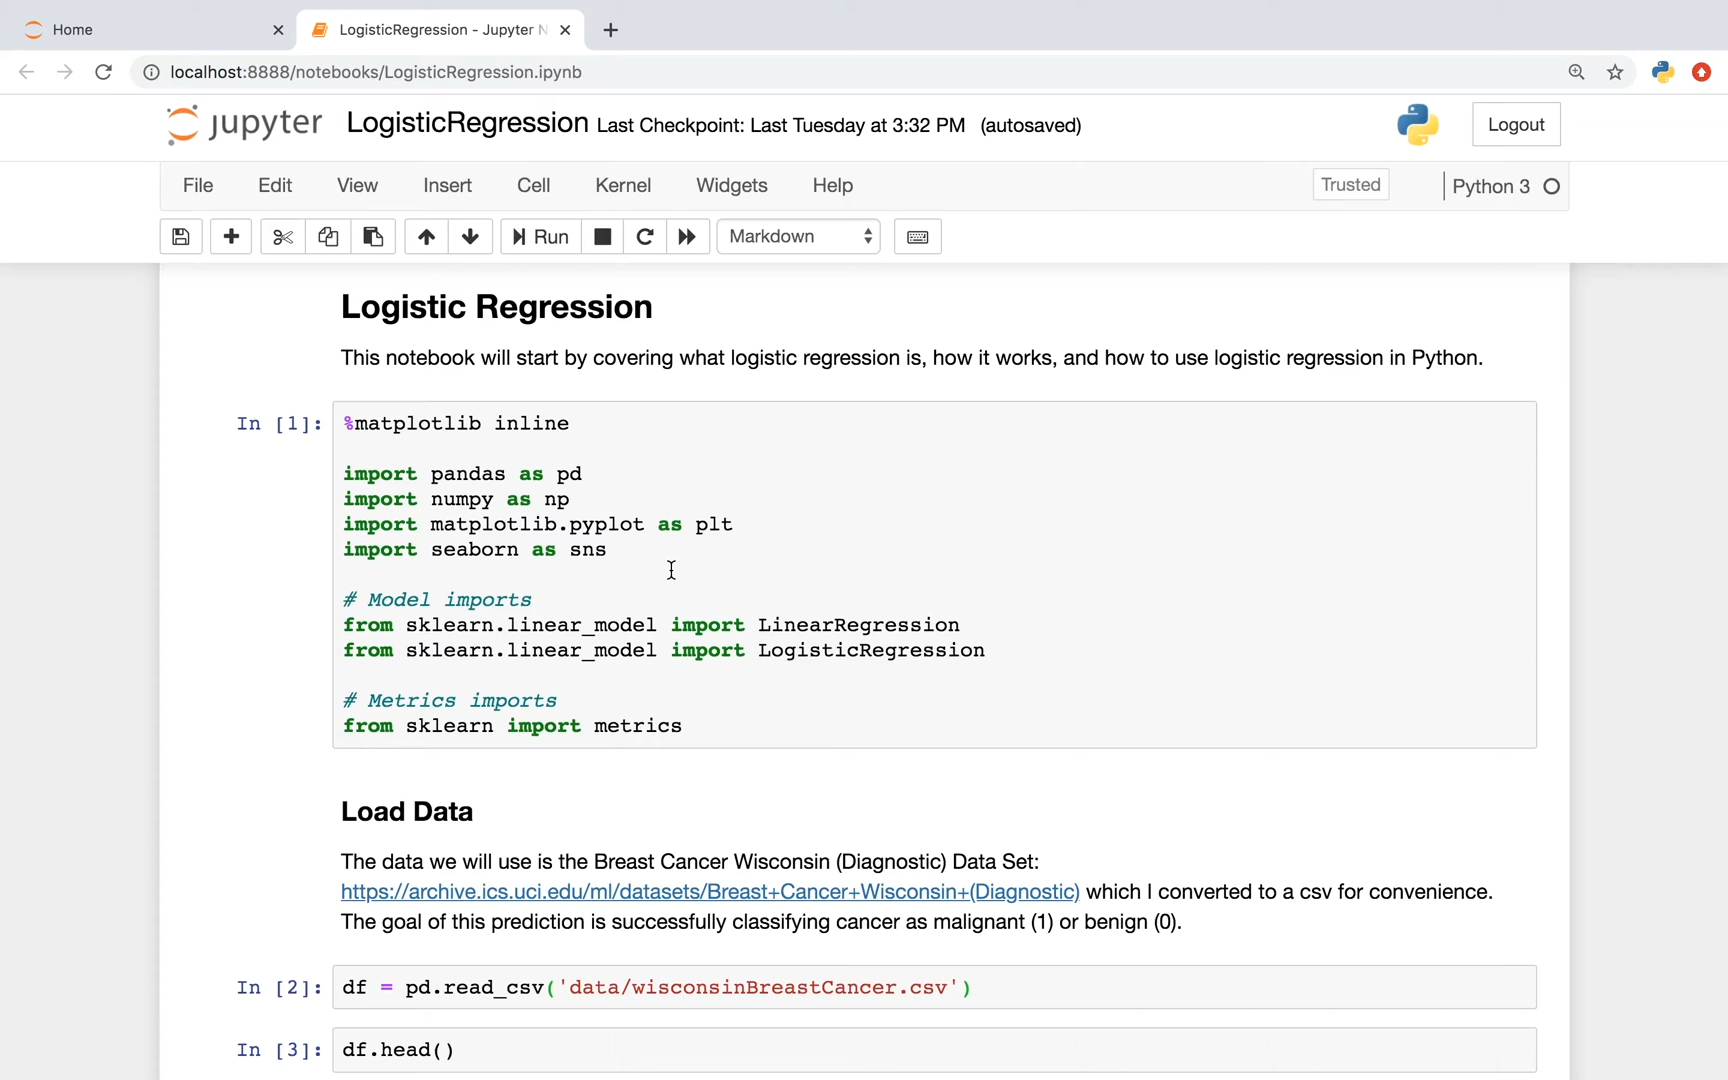 Home
LogisticRegression - Jupyter N
localhost:8888/notebooks/LogisticRegression.ipynb
jupyter LogisticRegression Last Checkpoint: Last Tuesday at 3:32 PM (autosaved) Logout
File Edit View Insert Cell Kernel Widgets Help Trusted Python 3
Run Markdown
Logistic Regression
This notebook will start by covering what logistic regression is, how it works, and how to use logistic regression in Python.
In [1]: %matplotlib inline
import pandas as pd
import numpy as np
import matplotlib.pyplot as plt
import seaborn as sns
# Model imports
from sklearn.linear_model import LinearRegression
from sklearn.linear_model import LogisticRegression
# Metrics imports
from sklearn import metrics
Load Data
The data we will use is the Breast Cancer Wisconsin (Diagnostic) Data Set:
https://archive.ics.uci.edu/ml/datasets/Breast+Cancer+Wisconsin+(Diagnostic) which I converted to a csv for convenience.
The goal of this prediction is successfully classifying cancer as malignant (1) or benign (0).
In [2]: df = pd.read_csv('data/wisconsinBreastCancer.csv')
In [3]: df.head()